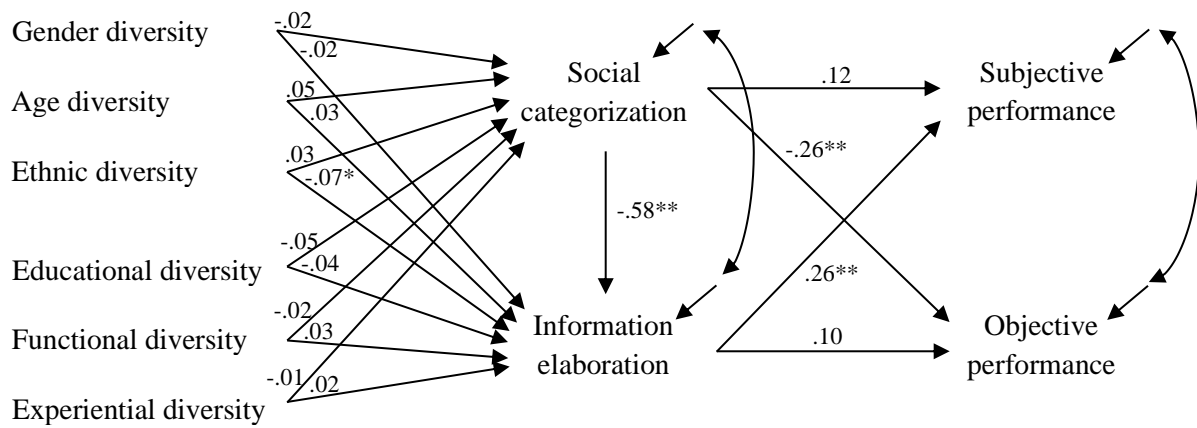 Gender diversity
-.02
-.02
Age diversity
.05
.03
Ethnic diversity
.03
-.07*
Educational diversity
-.05
-.04
Functional diversity
-.02
.03
Experiential diversity
-.01
.02
Social
categorization
-.58**
Information
elaboration
.12
-.26**
.26**
.10
Subjective
performance
Objective
performance